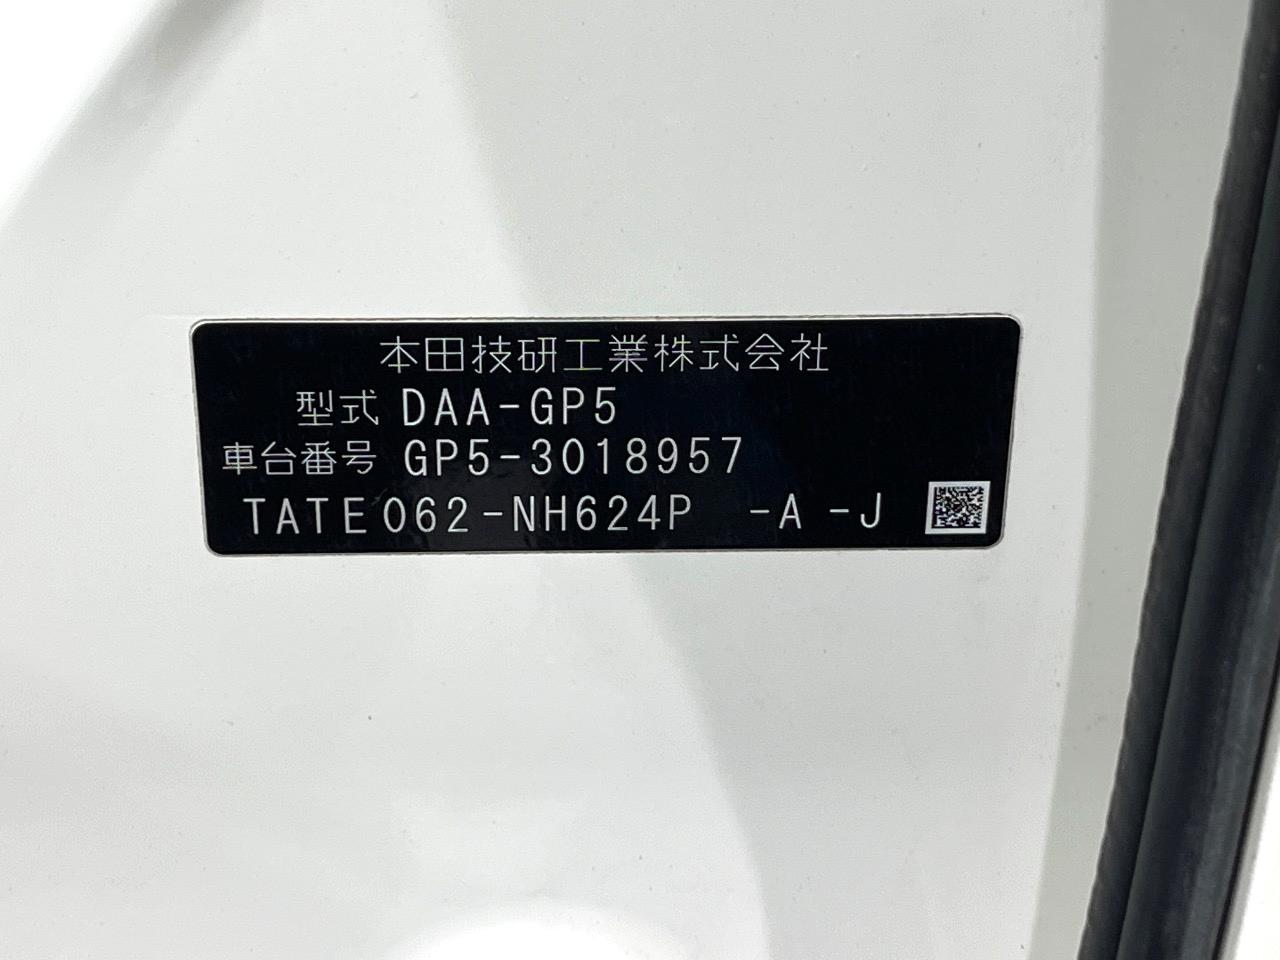 本田技研工業株式会社
型式 DAA-GP5
車台番号 GP5-3018957
TATE062-NH624P -A -J